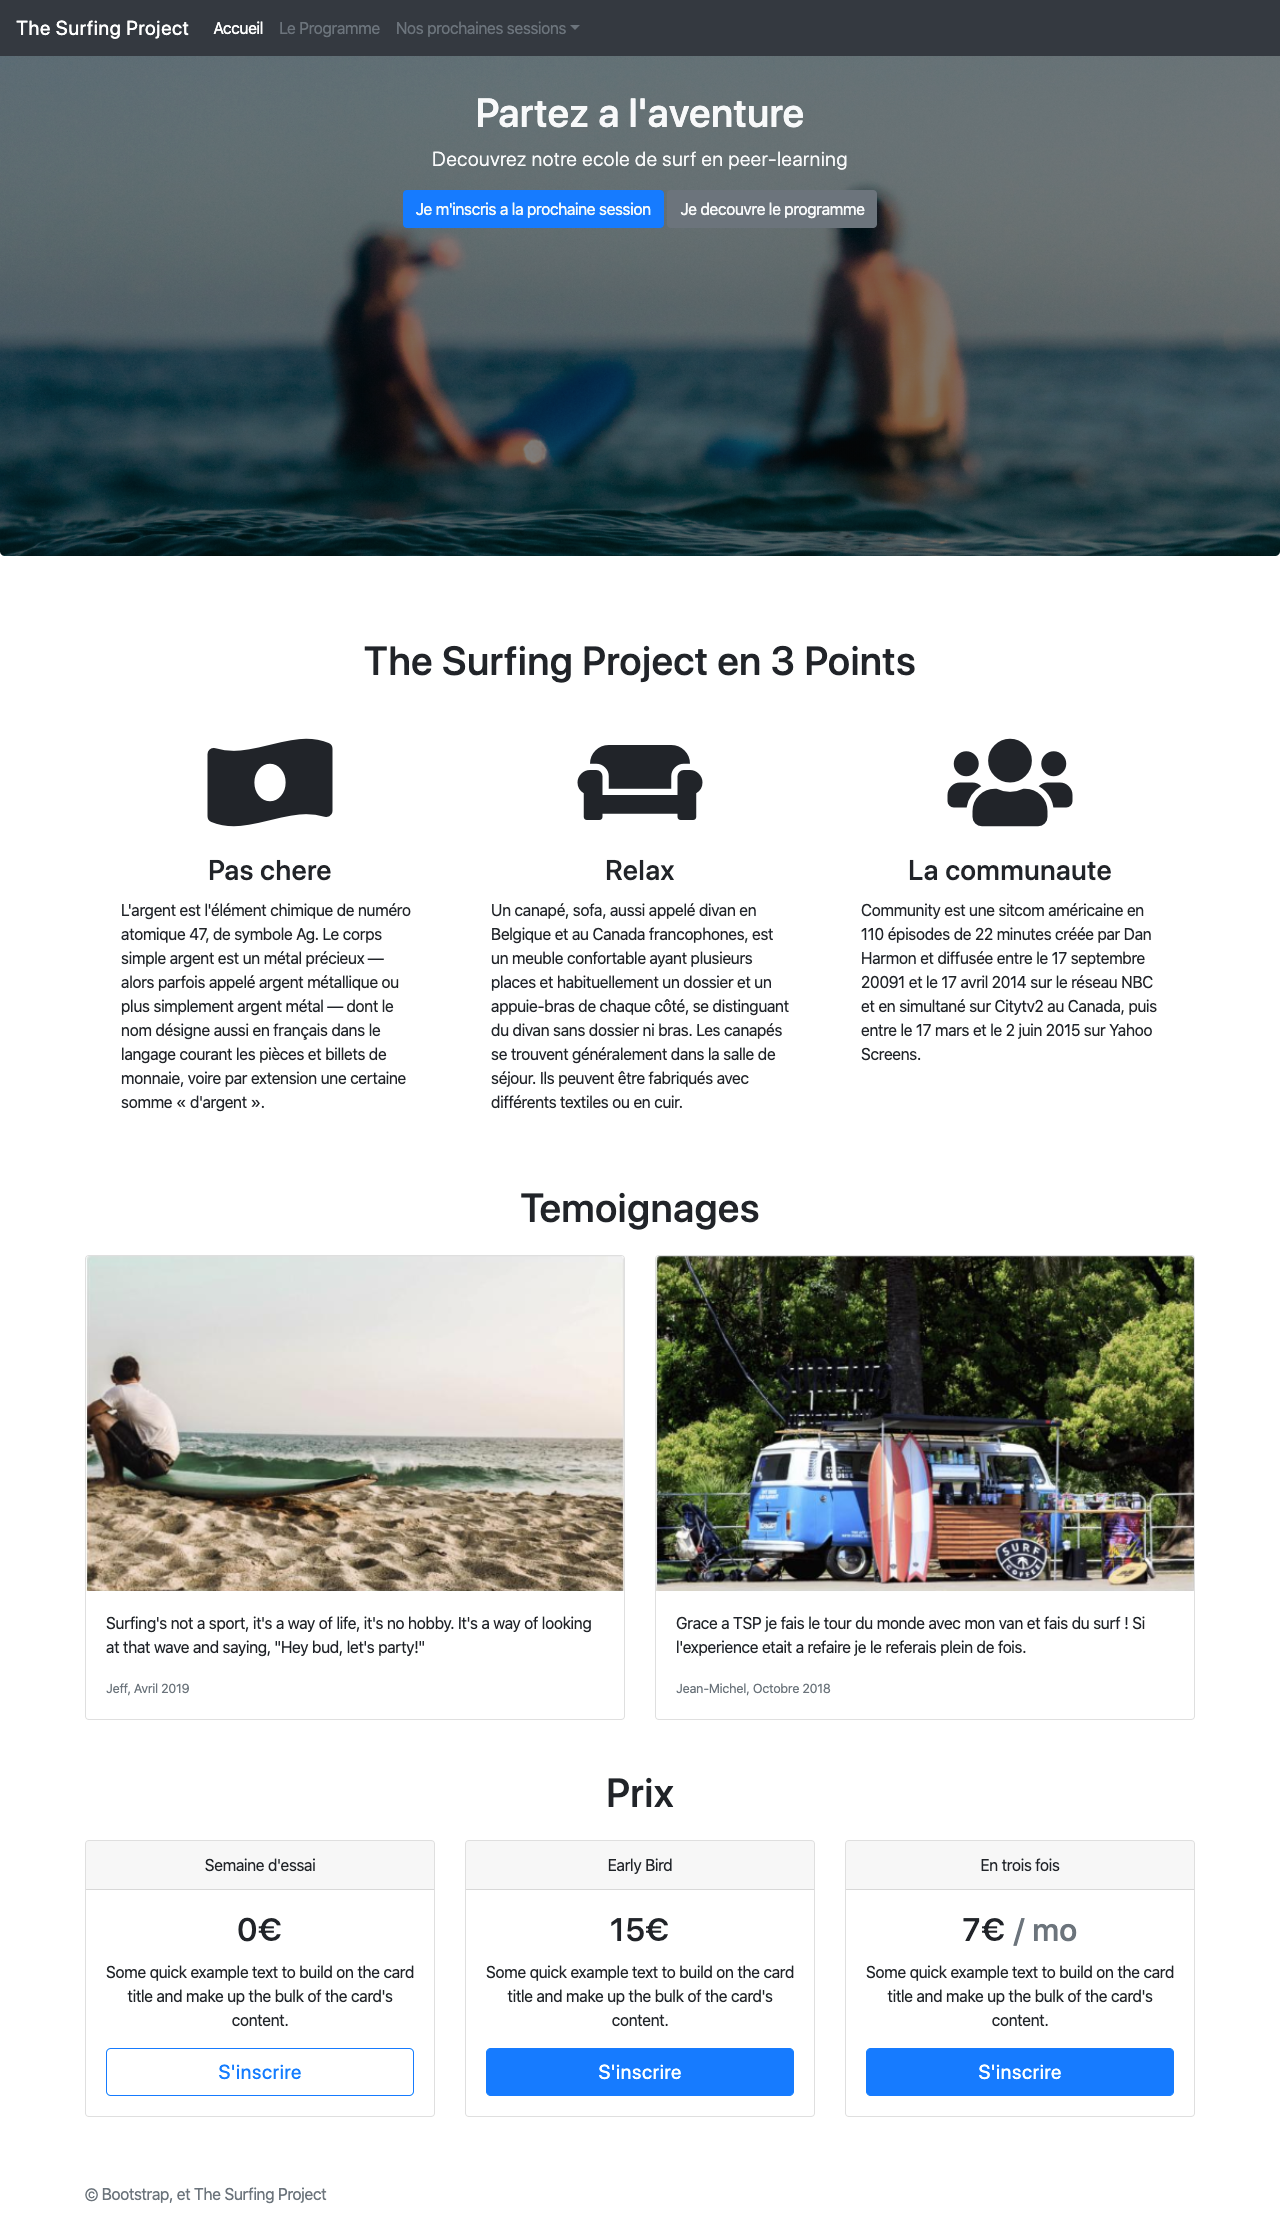 The Surfing Project Accueil Le Programme Nos prochaines sessions
Partez a l'aventure
Decouvrez notre ecole de surf en peer-learning
Je m'inscris a la prochaine session Je decouvre le programme
The Surfing Project en 3 Points
Pas chere
L'argent est l'élément chimique de numéro
atomique 47, de symbole Ag. Le corps
simple argent est un métal précieux —
alors parfois appelé argent métallique ou
plus simplement argent métal — dont le
nom désigne aussi en français dans le
langage courant les pièces et billets de
monnaie, voire par extension une certaine
somme « d'argent ».
Relax
Un canapé, sofa, aussi appelé divan en
Belgique et au Canada francophones, est
un meuble confortable ayant plusieurs
places et habituellement un dossier et un
appuie-bras de chaque côté, se distinguant
du divan sans dossier ni bras. Les canapés
se trouvent généralement dans la salle de
séjour. Ils peuvent être fabriqués avec
différents textiles ou en cuir.
La communaute
Community est une sitcom américaine en
110 épisodes de 22 minutes créée par Dan
Harmon et diffusée entre le 17 septembre
20091 et le 17 avril 2014 sur le réseau NBC
et en simultané sur Citytv2 au Canada, puis
entre le 17 mars et le 2 juin 2015 sur Yahoo
Screens.
Temoignages
SURF
COFFEE
Surfing's not a sport, it's a way of life, it's no hobby. It's a way of looking
at that wave and saying, "Hey bud, let's party!"
Jeff, Avril 2019
Grace a TSP je fais le tour du monde avec mon van et fais du surf ! Si
l'experience etait a refaire je le referais plein de fois.
Jean-Michel, Octobre 2018
Prix
Semaine d'essai
0€
Some quick example text to build on the card
title and make up the bulk of the card's
content.
S'inscrire
Early Bird
15€
Some quick example text to build on the card
title and make up the bulk of the card's
content.
S'inscrire
En trois fois
7€ / mo
Some quick example text to build on the card
title and make up the bulk of the card's
content.
S'inscrire
© Bootstrap, et The Surfing Project